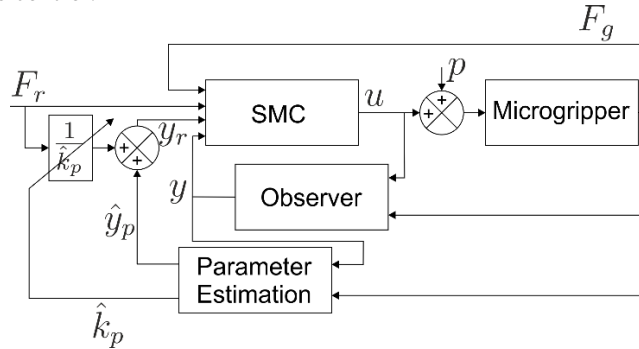 F_g
F_r
SMC
u
p
Microgripper
+
+
1
k̂_p
+
+
y_r
y
Observer
ŷ_p
Parameter
Estimation
k̂_p